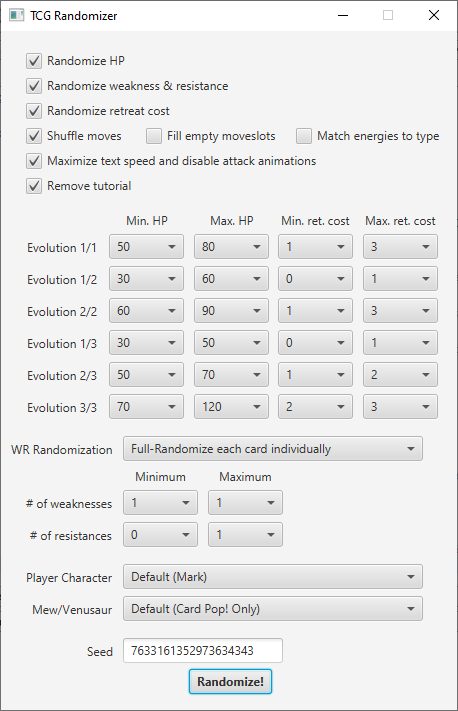 TCG Randomizer
Randomize HP
Randomize weakness & resistance
Randomize retreat cost
Shuffle moves Fill empty moveslots Match energies to type
Maximize text speed and disable attack animations
Remove tutorial
Min. HP Max. HP Min. ret. cost Max. ret. cost
Evolution 1/1 50 80 1 3
Evolution 1/2 30 60 0 1
Evolution 2/2 60 90 1 3
Evolution 1/3 30 50 0 1
Evolution 2/3 50 70 1 2
Evolution 3/3 70 120 2 3
WR Randomization Full-Randomize each card individually
Minimum Maximum
# of weaknesses 1 1
# of resistances 0 1
Player Character Default (Mark)
Mew/Venusaur Default (Card Pop! Only)
Seed 7633161352973634343
Randomize!